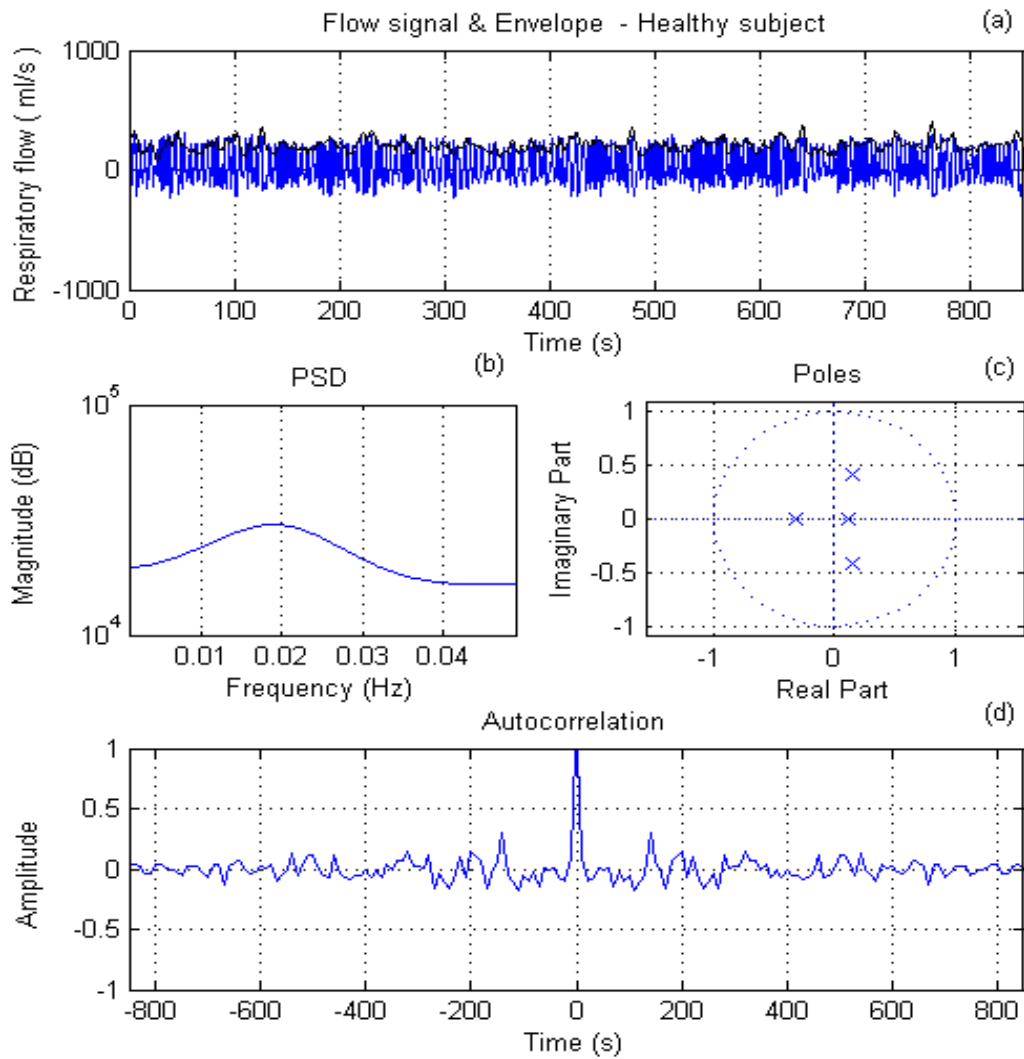 Flow signal & Envelope - Healthy subject
(a)
Respiratory flow ( ml/s )
1000
0
-1000
0 100 200 300 400 500 600 700 800
Time (s)
PSD
(b)
Magnitude (dB)
10^5
10^4
0.01 0.02 0.03 0.04
Frequency (Hz)
Poles
(c)
Imaginary Part
1
0.5
0
-0.5
-1
-1 0 1
Real Part
Autocorrelation
(d)
Amplitude
1
0.5
0
-0.5
-1
-800 -600 -400 -200 0 200 400 600 800
Time (s)